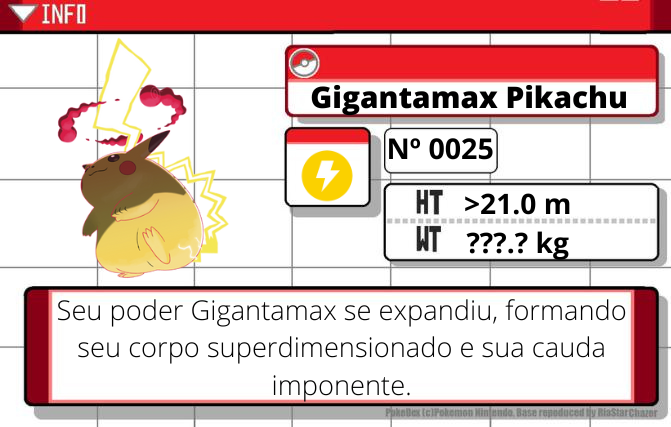 INFO
Gigantamax Pikachu
Nº 0025
HT >21.0 m
WT ???.? kg
Seu poder Gigantamax se expandiu, formando
seu corpo superdimensionado e sua cauda
imponente.
PokeDex (c)Pokemon Nintendo. Base repoduced by RiaStarChazer